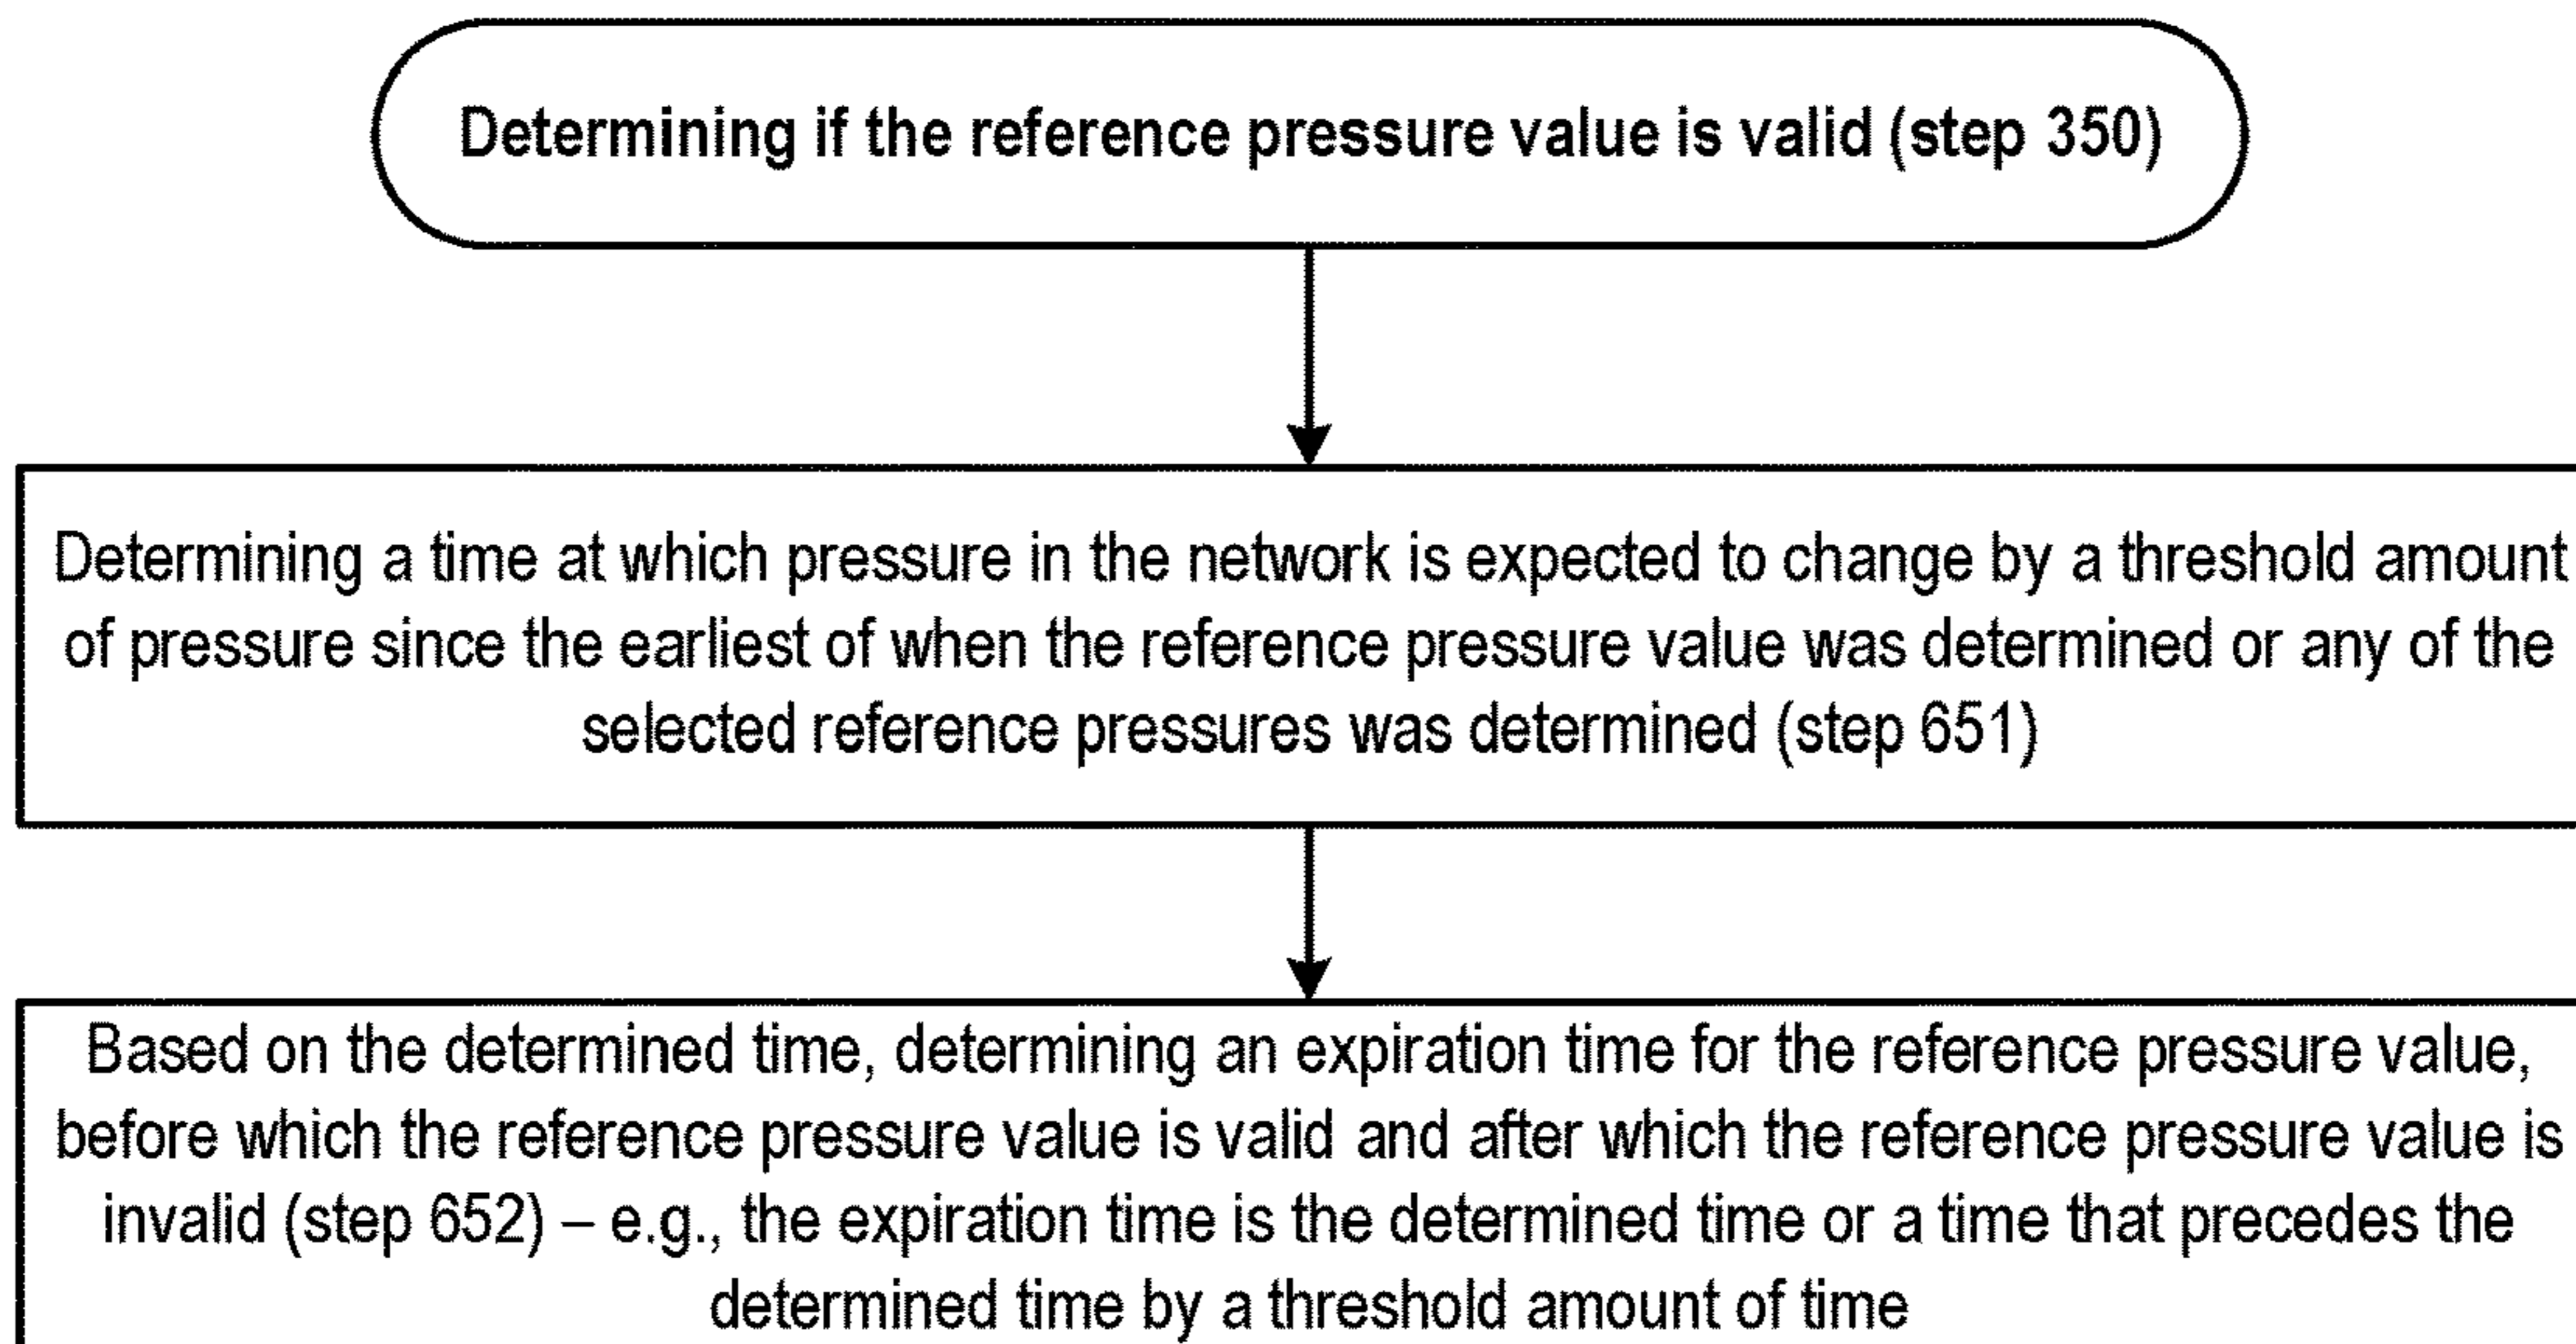 Determining if the reference pressure value is valid (step 350)
Determining a time at which pressure in the network is expected to change by a threshold amount
of pressure since the earliest of when the reference pressure value was determined or any of the
selected reference pressures was determined (step 651)
Based on the determined time, determining an expiration time for the reference pressure value,
before which the reference pressure value is valid and after which the reference pressure value is
invalid (step 652) – e.g., the expiration time is the determined time or a time that precedes the
determined time by a threshold amount of time